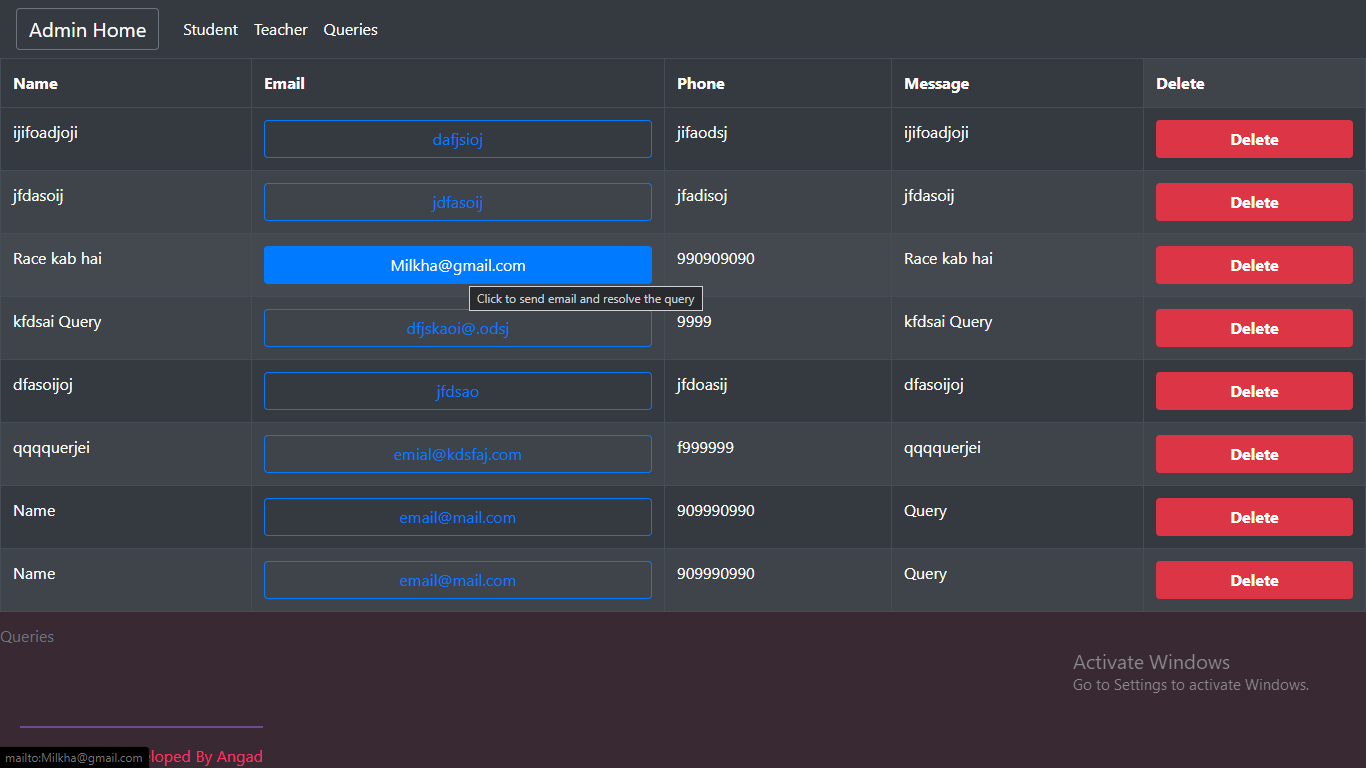 Admin Home Student Teacher Queries
Name Email Phone Message Delete
ijifoadjoji dafjsioj jifaodsj ijifoadjoji Delete
jfdasoij jdfasoij jfadisoj jfdasoij Delete
Race kab hai Milkha@gmail.com 990909090 Race kab hai Delete
Click to send email and resolve the query
kfdsai Query dfjskaoi@.odsj 9999 kfdsai Query Delete
dfasoijoj jfdsao jfdoasij dfasoijoj Delete
qqqquerjei emial@kdsfaj.com f999999 qqqquerjei Delete
Name email@mail.com 909990990 Query Delete
Name email@mail.com 909990990 Query Delete
Queries
Activate Windows
Go to Settings to activate Windows.
mailto:Milkha@gmail.com eloped By Angad